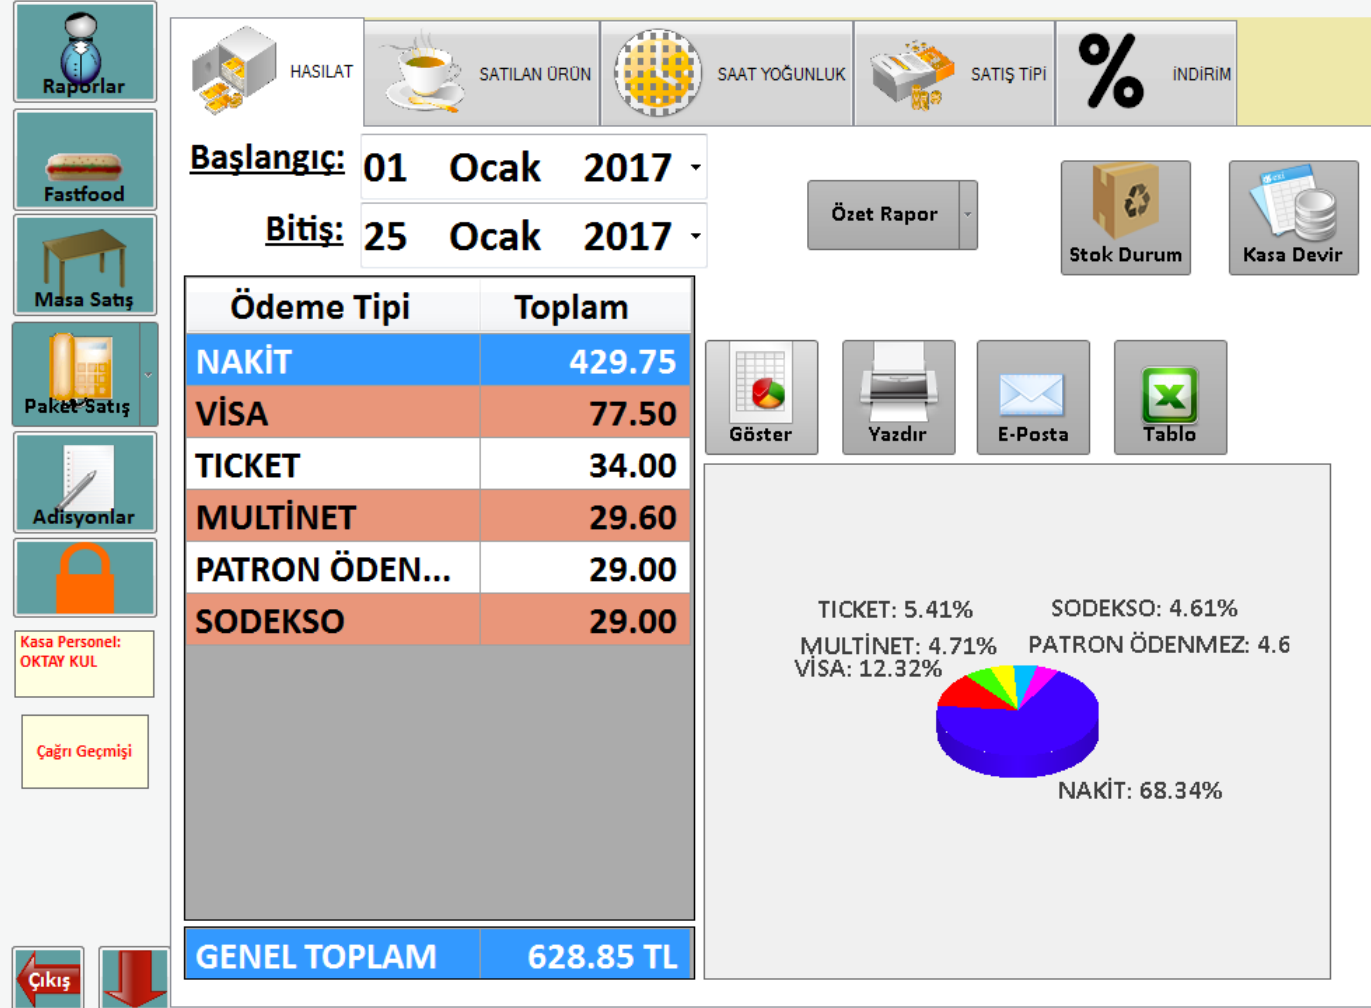 Raporlar
Fastfood
Masa Satış
Paket Satış
Adisyonlar
Kasa Personel:
OKTAY KUL
Çağrı Geçmişi
Çıkış
HASILAT
SATILAN ÜRÜN
SAAT YOĞUNLUK
SATIŞ TİPİ
%
İNDİRİM
Başlangıç: 01 Ocak 2017
Bitiş: 25 Ocak 2017
Özet Rapor
Stok Durum
Kasa Devir
Ödeme Tipi Toplam
NAKİT 429.75
VİSA 77.50
TICKET 34.00
MULTİNET 29.60
PATRON ÖDEN... 29.00
SODEKSO 29.00
GENEL TOPLAM 628.85 TL
Göster
Yazdır
E-Posta
Tablo
TICKET: 5.41% SODEKSO: 4.61%
MULTİNET: 4.71% PATRON ÖDENMEZ: 4.6
VİSA: 12.32%
NAKİT: 68.34%